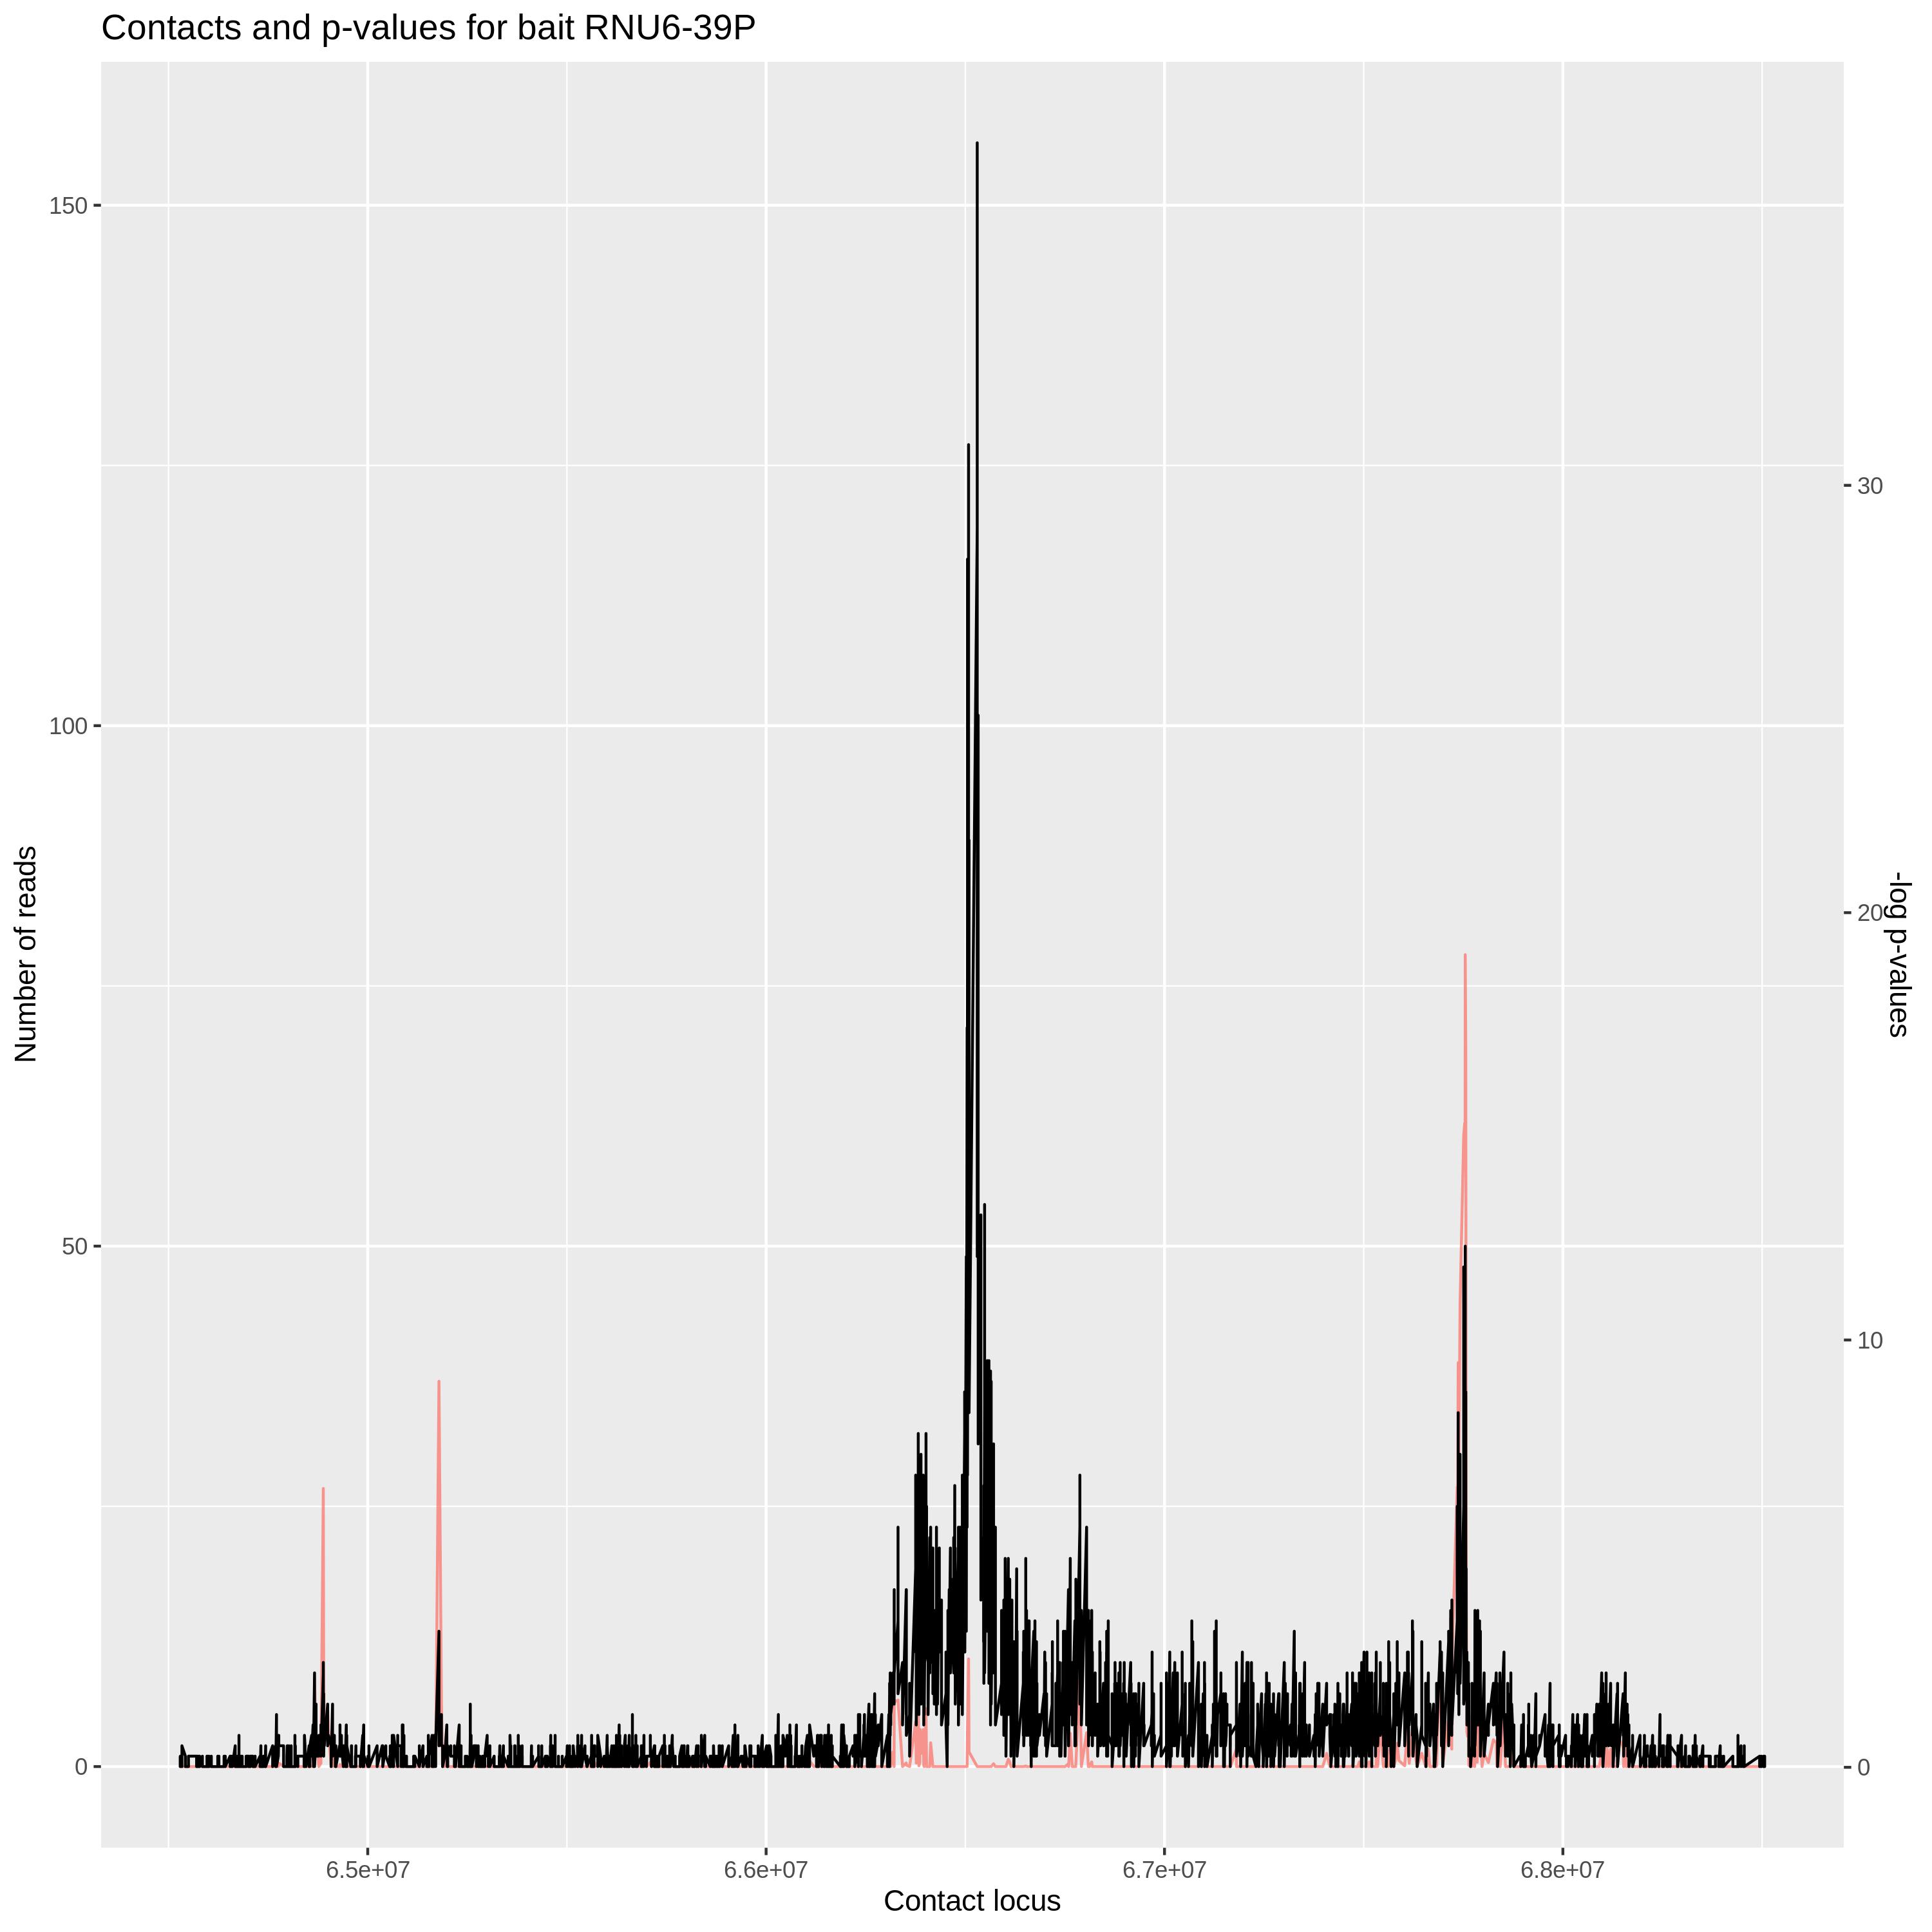 Contacts and p-values for bait RNU6-39P
150
100
50
0
Number of reads
30
20
10
0
-log p-values
6.5e+07
6.6e+07
6.7e+07
6.8e+07
Contact locus